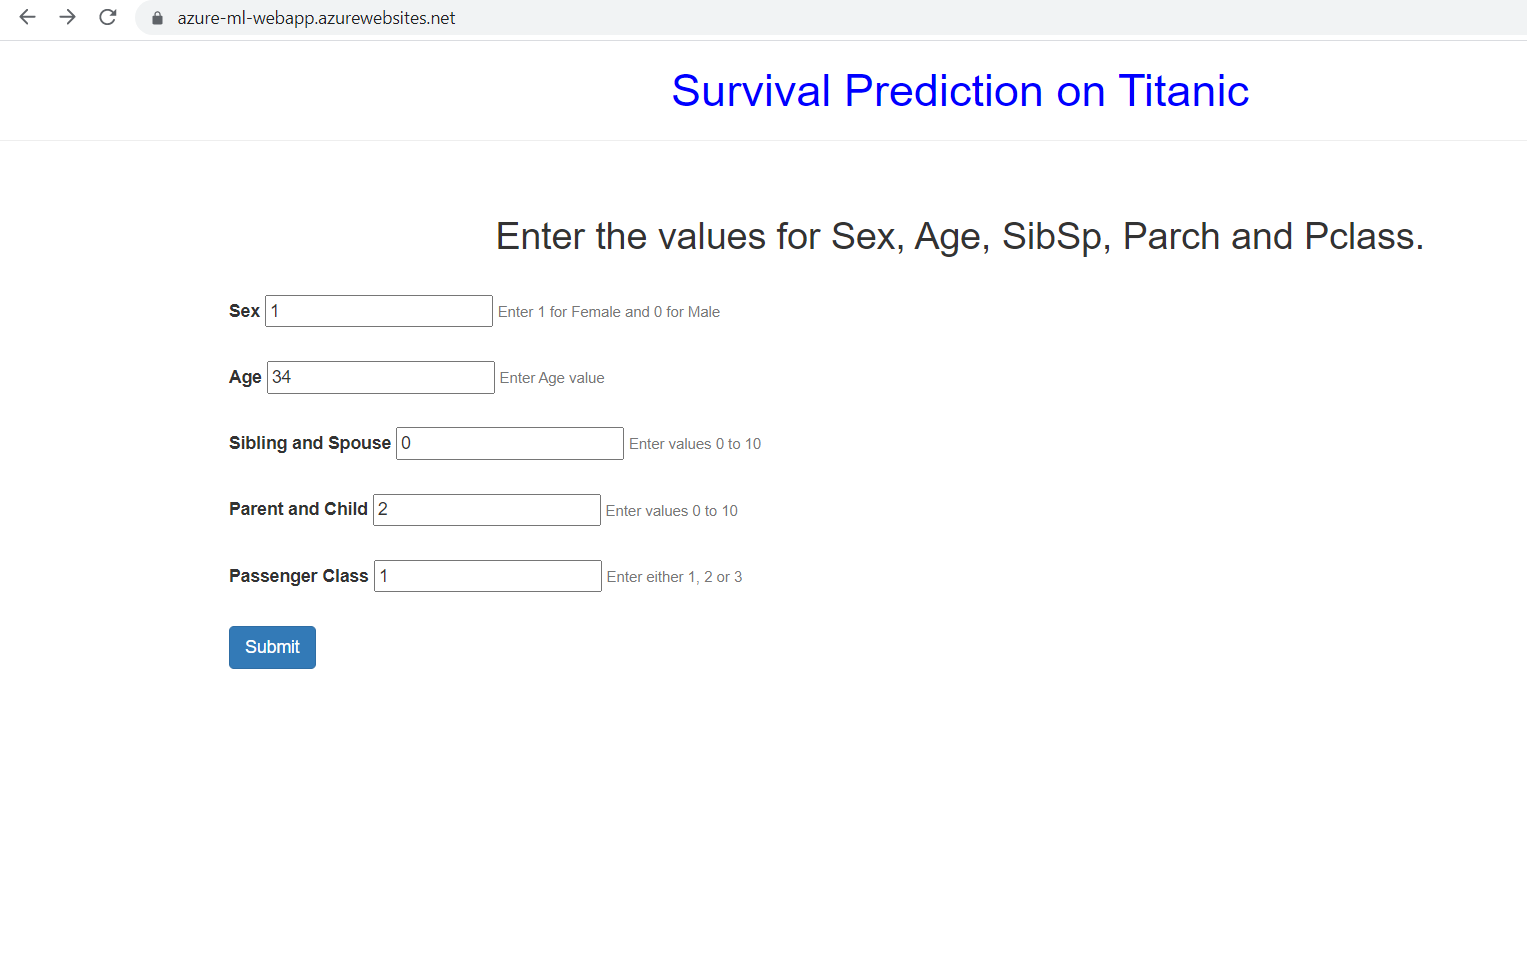 azure-ml-webapp.azurewebsites.net
Survival Prediction on Titanic
Enter the values for Sex, Age, SibSp, Parch and Pclass.
Sex 1 Enter 1 for Female and 0 for Male
Age 34 Enter Age value
Sibling and Spouse 0 Enter values 0 to 10
Parent and Child 2 Enter values 0 to 10
Passenger Class 1 Enter either 1, 2 or 3
Submit